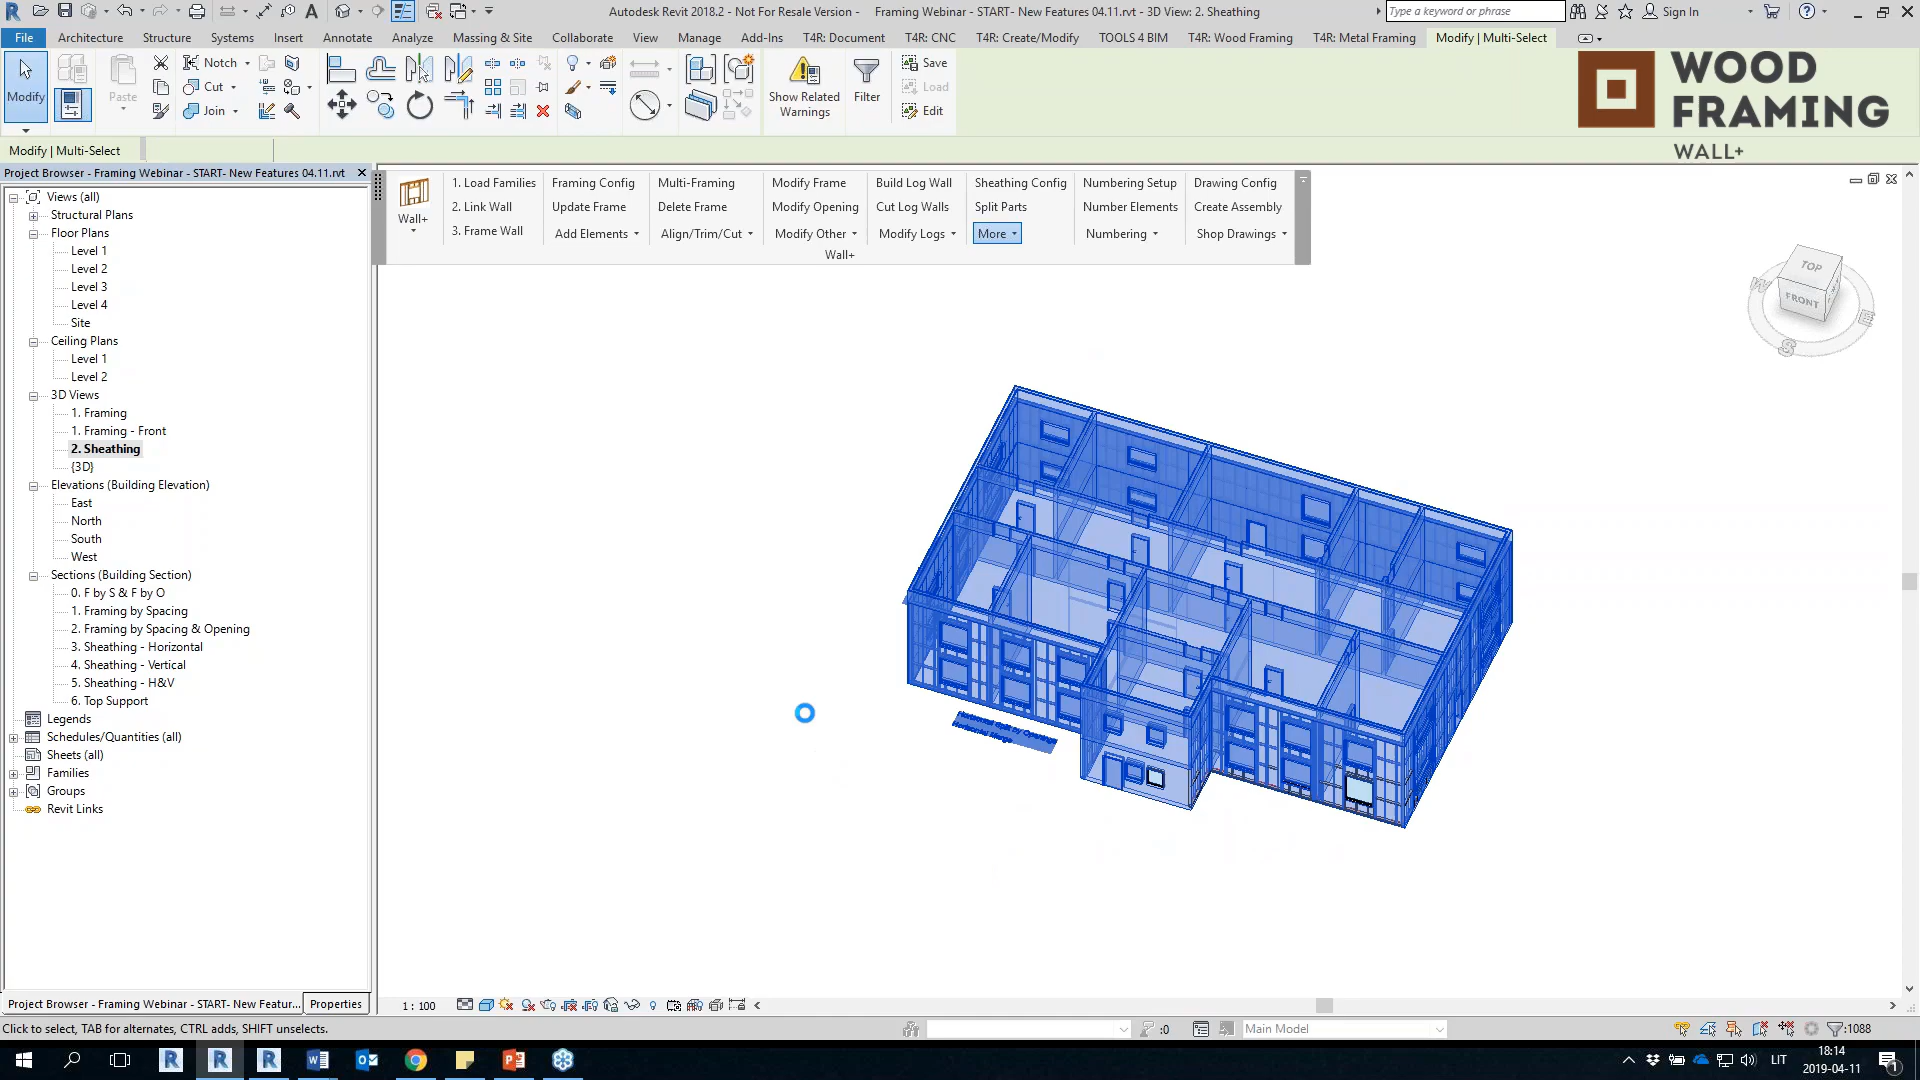 Autodesk Revit 2018.2 - Not For Resale Version - Framing Webinar - START- New Features 04.11.rvt - 3D View: 2. Sheathing
Type a keyword or phrase
Sign In
File Architecture Structure Systems Insert Annotate Analyze Massing & Site Collaborate View Manage Add-Ins T4R: Document T4R: CNC T4R: Create/Modify TOOLS 4 BIM T4R: Wood Framing T4R: Metal Framing Modify | Multi-Select
Modify
Paste
Notch
Cut
Join
Show Related
Warnings
Filter
Save
Load
Edit
WOOD
FRAMING
WALL+
Modify | Multi-Select
Project Browser - Framing Webinar - START- New Features 04.11.rvt
Views (all)
Structural Plans
Floor Plans
Level 1
Level 2
Level 3
Level 4
Site
Ceiling Plans
Level 1
Level 2
3D Views
1. Framing
1. Framing - Front
2. Sheathing
{3D}
Elevations (Building Elevation)
East
North
South
West
Sections (Building Section)
0. F by S & F by O
1. Framing by Spacing
2. Framing by Spacing & Opening
3. Sheathing - Horizontal
4. Sheathing - Vertical
5. Sheathing - H&V
6. Top Support
Legends
Schedules/Quantities (all)
Sheets (all)
Families
Groups
Revit Links
Wall+
1. Load Families Framing Config Multi-Framing Modify Frame Build Log Wall Sheathing Config Numbering Setup Drawing Config
2. Link Wall Update Frame Delete Frame Modify Opening Cut Log Walls Split Parts Number Elements Create Assembly
3. Frame Wall Add Elements Align/Trim/Cut Modify Other Modify Logs More Numbering Shop Drawings
Wall+
TOP
FRONT
W
E
S
Horizontal Split by Openings
Horizontal Merge
Project Browser - Framing Webinar - START- New Featur... Properties
1 : 100
Click to select, TAB for alternates, CTRL adds, SHIFT unselects.
:0
Main Model
:1088
LIT
18:14
2019-04-11
1